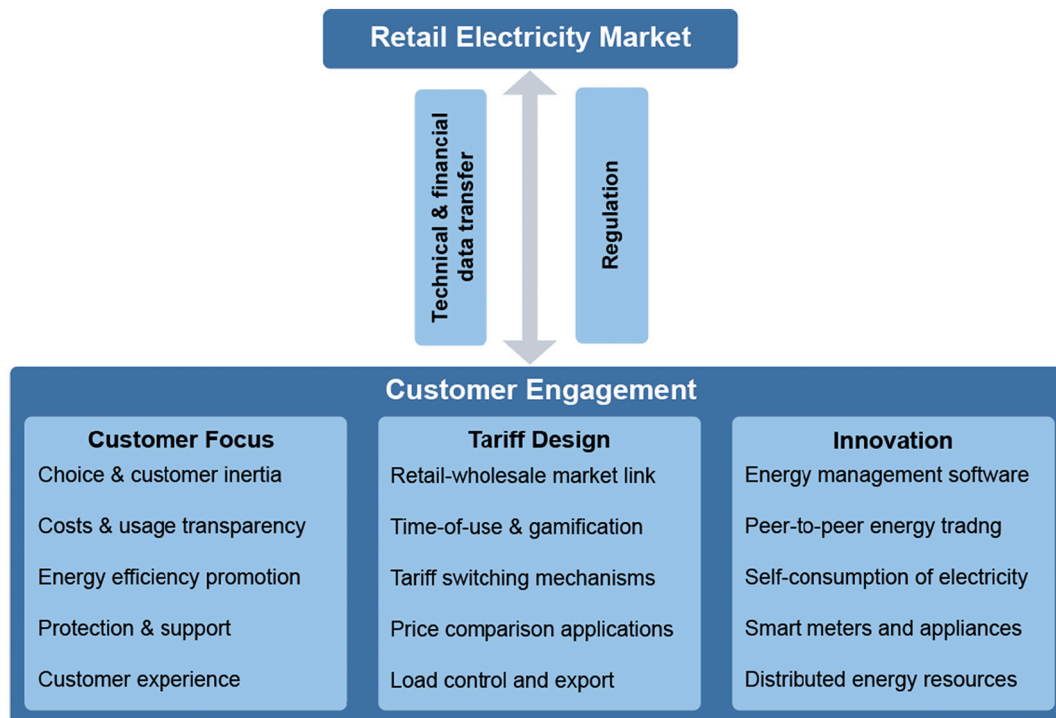 Retail Electricity Market
Technical & financial
data transfer
Regulation
Customer Engagement
Customer Focus
Choice & customer inertia
Costs & usage transparency
Energy efficiency promotion
Protection & support
Customer experience
Tariff Design
Retail-wholesale market link
Time-of-use & gamification
Tariff switching mechanisms
Price comparison applications
Load control and export
Innovation
Energy management software
Peer-to-peer energy tradng
Self-consumption of electricity
Smart meters and appliances
Distributed energy resources